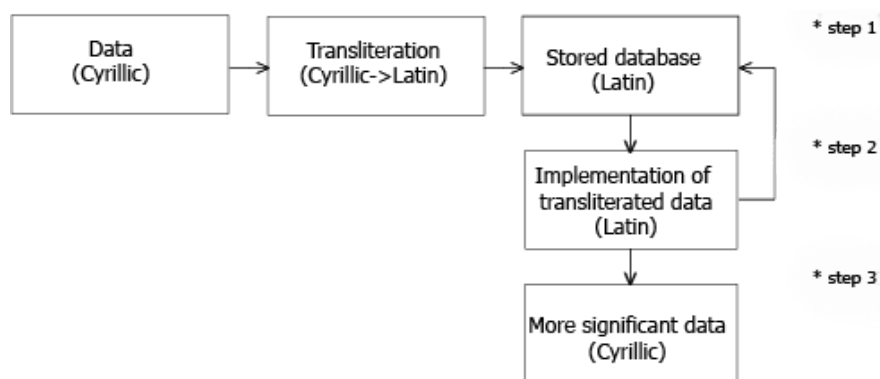 Data
(Cyrillic)
Transliteration
(Cyrillic->Latin)
Stored database
(Latin)
* step 1
Implementation of
transliterated data
(Latin)
* step 2
More significant data
(Cyrillic)
* step 3